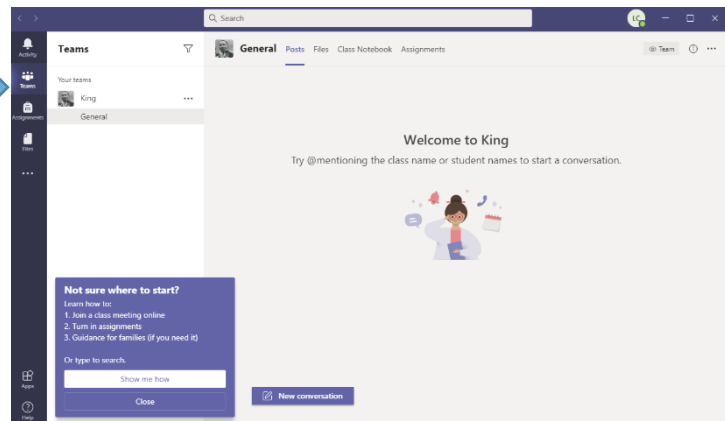 Search
LC
Activity
Teams
Assignments
Files
Apps
Help
Teams
Your teams
King
General
General Posts Files Class Notebook Assignments
Team
Welcome to King
Try @mentioning the class name or student names to start a conversation.
Not sure where to start?
Learn how to:
1. Join a class meeting online
2. Turn in assignments
3. Guidance for families (if you need it)
Or type to search.
Show me how
Close
New conversation